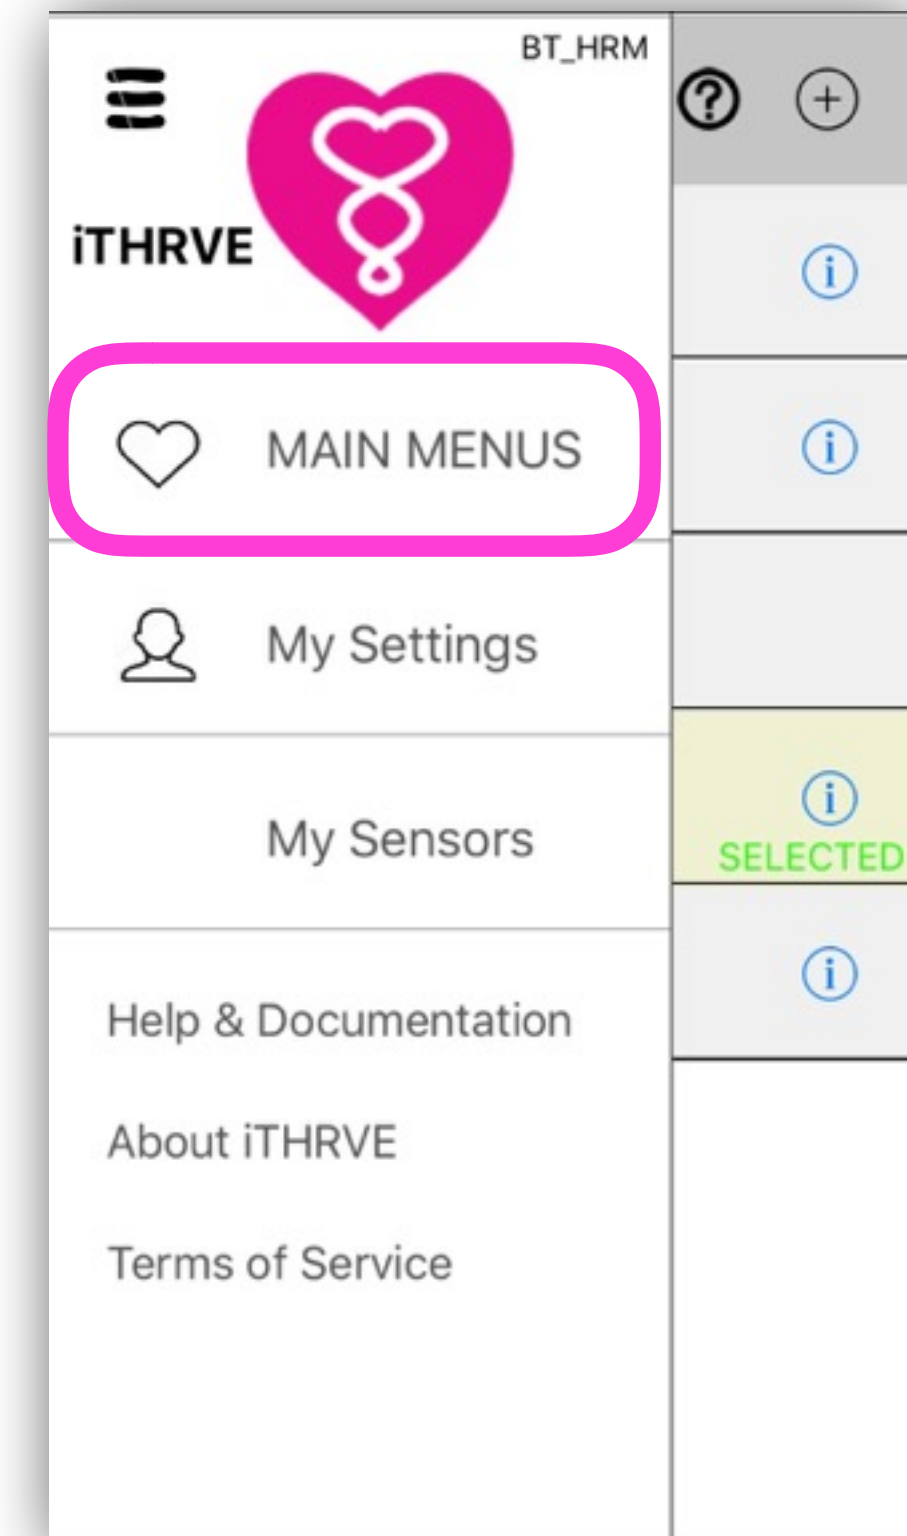 BT_HRM
iTHRVE
MAIN MENUS
My Settings
My Sensors
SELECTED
Help & Documentation
About iTHRVE
Terms of Service